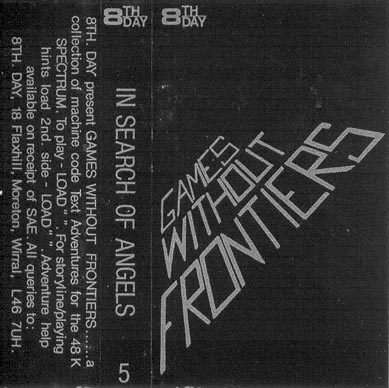 8TH. DAY present GAMES WITHOUT FRONTIERS......a
collection of machine code Text Adventures for the 48 K
SPECTRUM. To play - LOAD " ". For storyline/playing
hints load 2nd. side - LOAD " ". Adventure help
available on receipt of SAE. All queries to:
8TH. DAY, 18 Flaxhill, Moreton, Wirral, L46 7UH.
8TH DAY
IN SEARCH OF ANGELS
5
8TH DAY
GAMES
WITHOUT
FRONTIERS